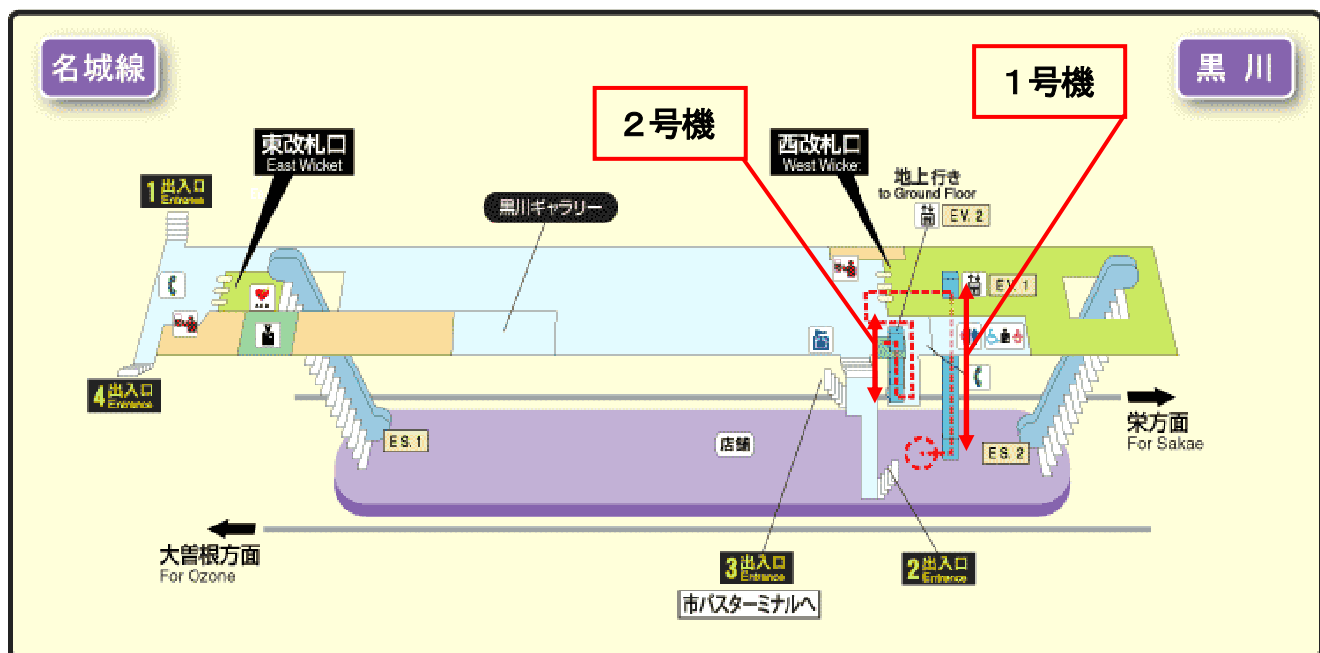 名城線
黒川
1号機
2号機
東改札口
East Wicket
西改札口
West Wicke
地上行き
to Ground Floor
EV. 2
1出入口
Entrance
黒川ギャラリー
EV. 1
AED
4出入口
Entrance
栄方面
For Sakae
ES. 1
店舗
ES. 2
大曽根方面
For Ozone
3出入口
Entrance
2出入口
Entrance
市バスターミナルへ